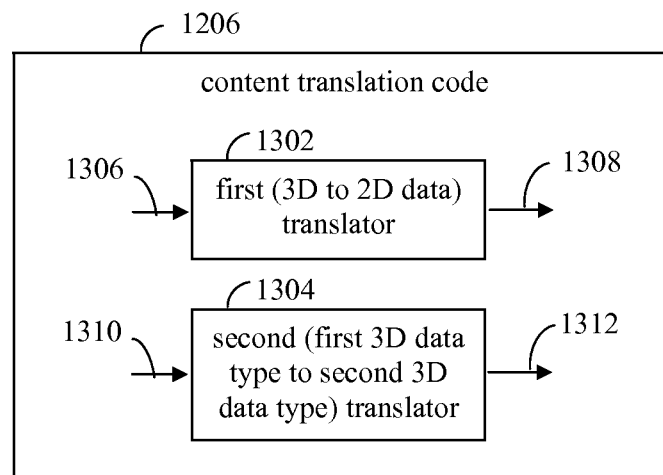 1206
content translation code
1302
1306
1308
first (3D to 2D data)
translator
1304
1310
1312
second (first 3D data
type to second 3D
data type) translator